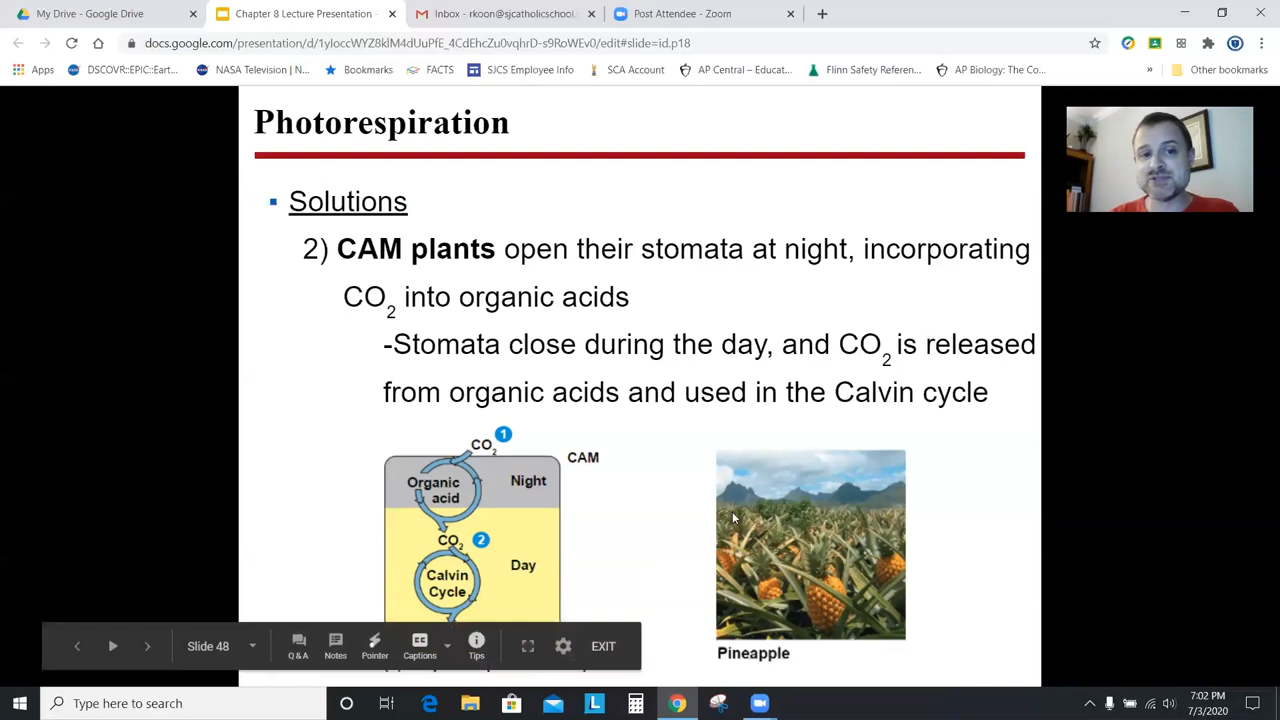 My Drive - Google Drive
Chapter 8 Lecture Presentation
Inbox - rkoon@sjcatholicschool.
Post Attendee - Zoom
docs.google.com/presentation/d/1yIoccWYZ8klM4dUuPfE_4CdEhcZu0vqhrD-s9RoWEv0/edit#slide=id.p18
Apps
DSCOVR::EPIC::Eart...
NASA Television | N...
Bookmarks
FACTS
SJCS Employee Info
SCA Account
AP Central – Educat...
Flinn Safety Referen...
AP Biology: The Co...
»
Other bookmarks
Photorespiration
▪ Solutions
2) CAM plants open their stomata at night, incorporating
CO2 into organic acids
-Stomata close during the day, and CO2 is released
from organic acids and used in the Calvin cycle
CO2 1
CAM
Organic
acid
Night
CO2 2
Day
Calvin
Cycle
Pineapple
Slide 48
Q & A
Notes
Pointer
Captions
Tips
EXIT
Type here to search
7:02 PM
7/3/2020